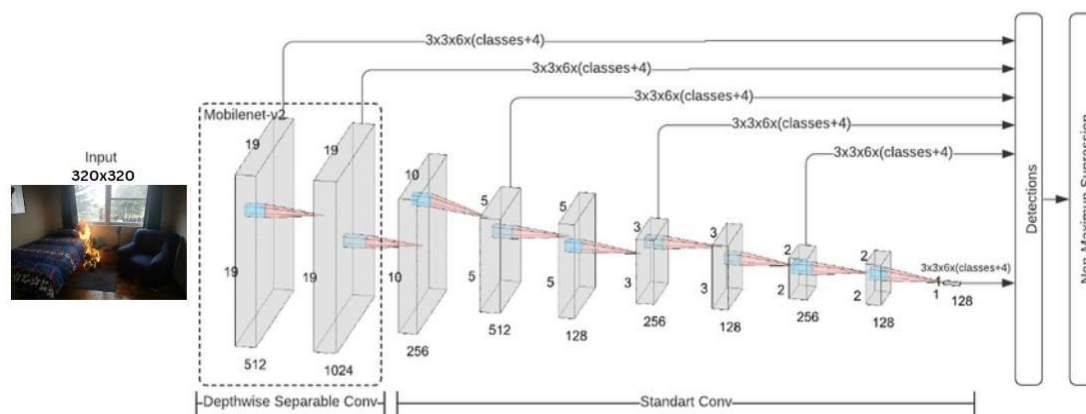 3x3x6x(classes+4)
3x3x6x(classes+4)
3x3x6x(classes+4)
3x3x6x(classes+4)
3x3x6x(classes+4)
3x3x6x(classes+4)
Mobilenet-v2
Input
320x320
19
19
512
19
19
1024
10
10
256
5
5
512
5
5
128
3
3
256
3
3
128
2
2
256
2
2
128
1
1
128
Detections
Depthwise Separable Conv
Standart Conv